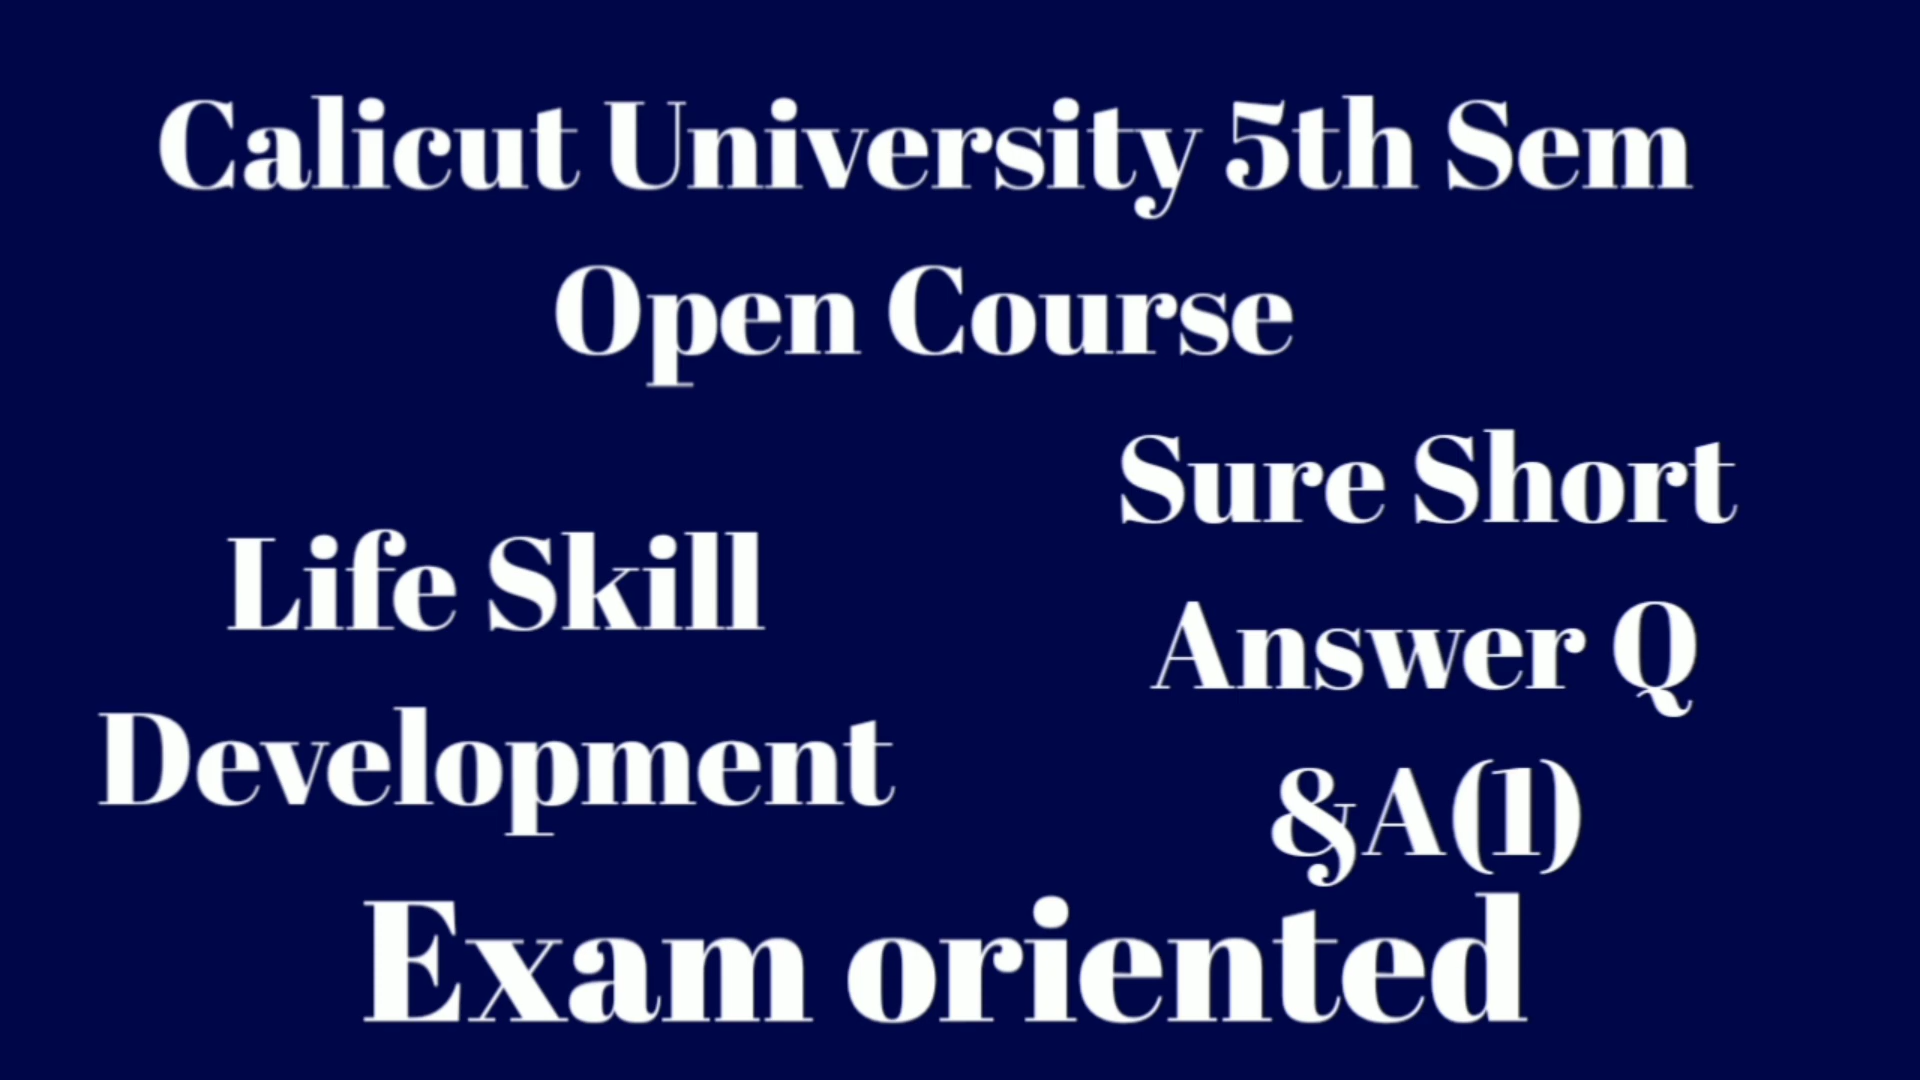 Calicut University 5th Sem
Open Course
Life Skill
Development
Sure Short
Answer Q
&A(1)
Exam oriented